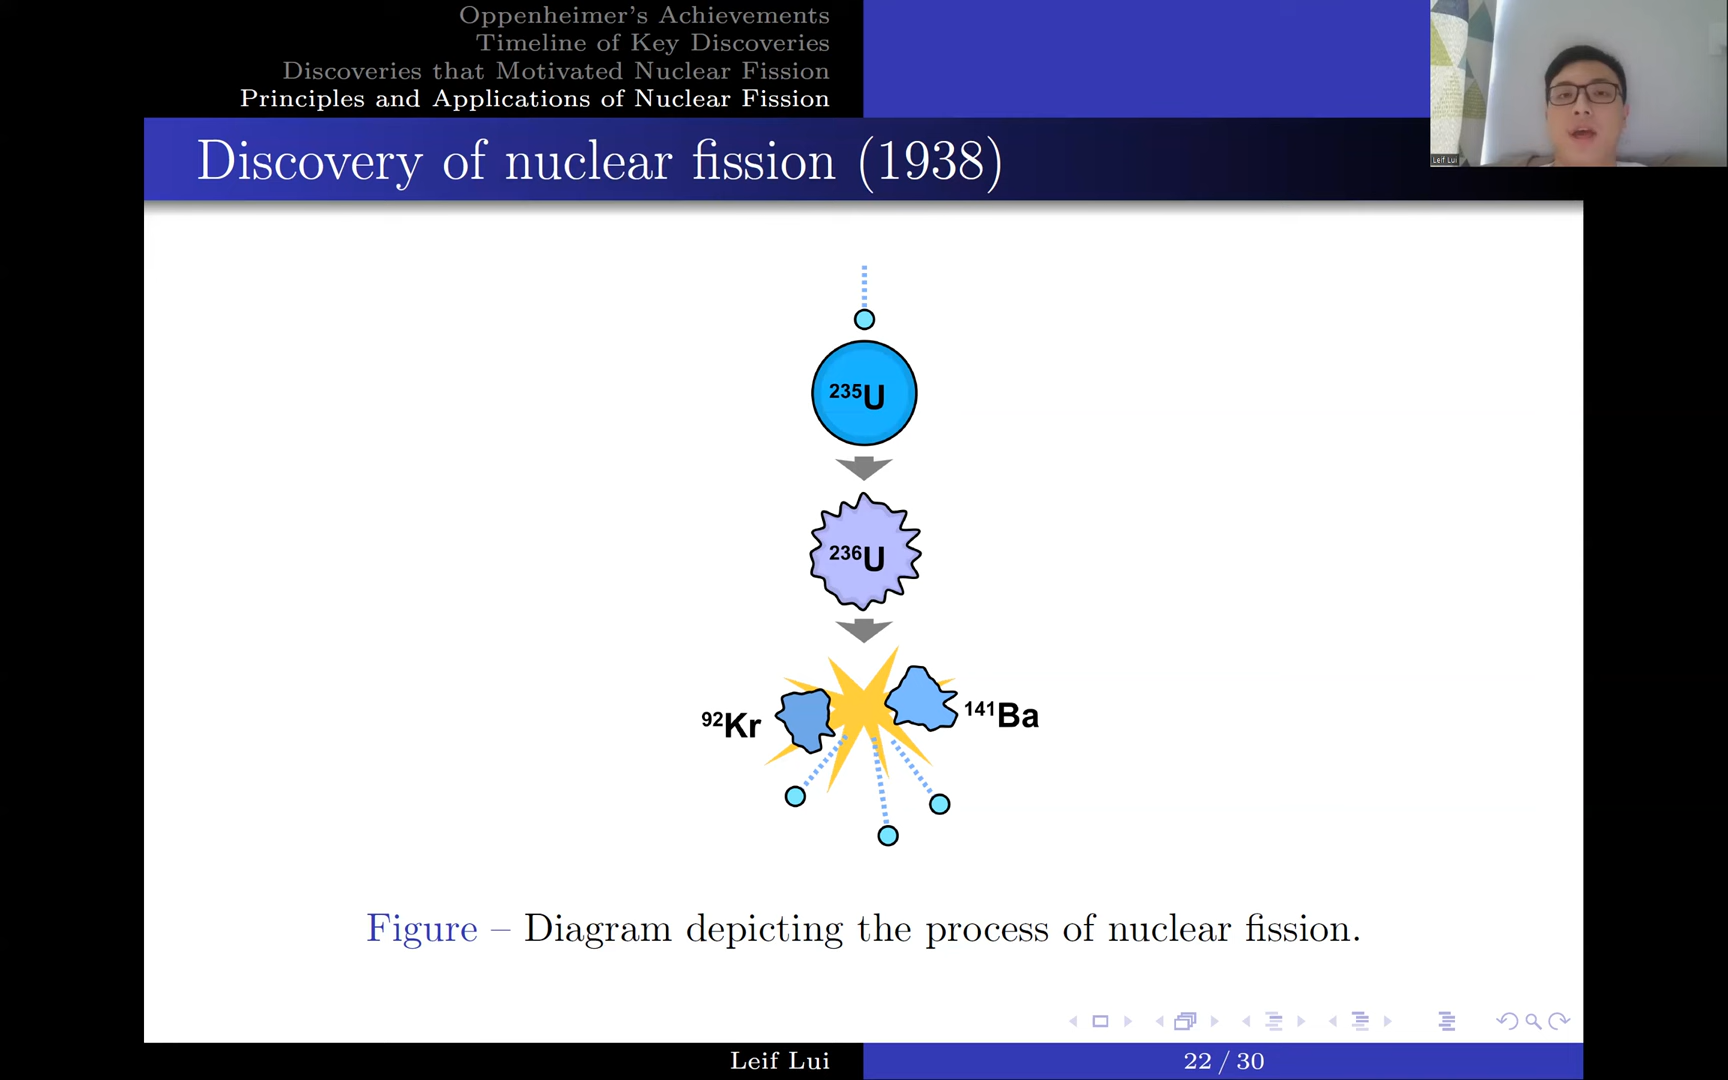 Oppenheimer's Achievements
Timeline of Key Discoveries
Discoveries that Motivated Nuclear Fission
Principles and Applications of Nuclear Fission
Leif Lui
Discovery of nuclear fission (1938)
²³⁵U
²³⁶U
⁹²Kr
¹⁴¹Ba
Figure – Diagram depicting the process of nuclear fission.
Leif Lui
22 / 30